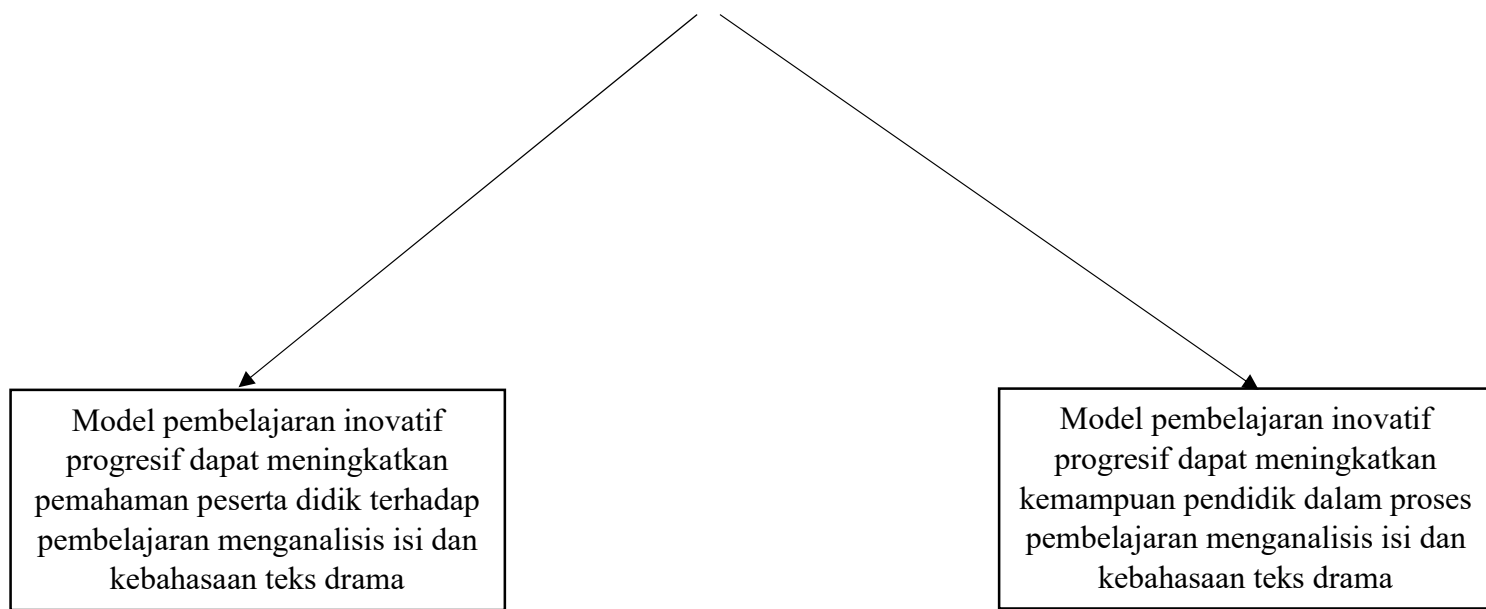 Model pembelajaran inovatif
progresif dapat meningkatkan
pemahaman peserta didik terhadap
pembelajaran menganalisis isi dan
kebahasaan teks drama
Model pembelajaran inovatif
progresif dapat meningkatkan
kemampuan pendidik dalam proses
pembelajaran menganalisis isi dan
kebahasaan teks drama